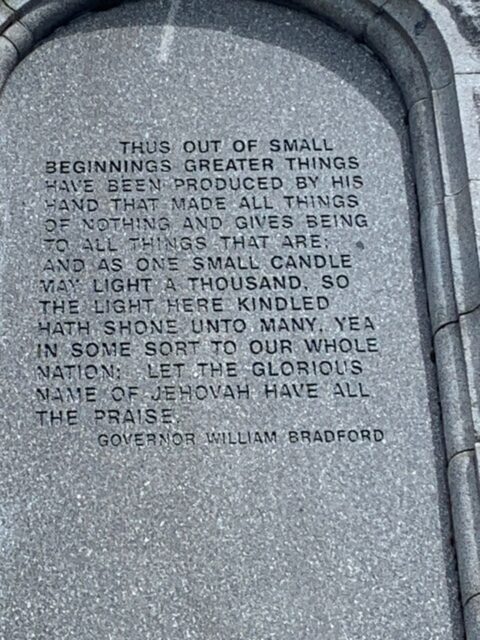 THUS OUT OF SMALL
BEGINNINGS GREATER THINGS
HAVE BEEN PRODUCED BY HIS
HAND THAT MADE ALL THINGS
OF NOTHING AND GIVES BEING
TO ALL THINGS THAT ARE;
AND AS ONE SMALL CANDLE
MAY LIGHT A THOUSAND, SO
THE LIGHT HERE KINDLED
HATH SHONE UNTO MANY, YEA
IN SOME SORT TO OUR WHOLE
NATION; LET THE GLORIOUS
NAME OF JEHOVAH HAVE ALL
THE PRAISE.
GOVERNOR WILLIAM BRADFORD